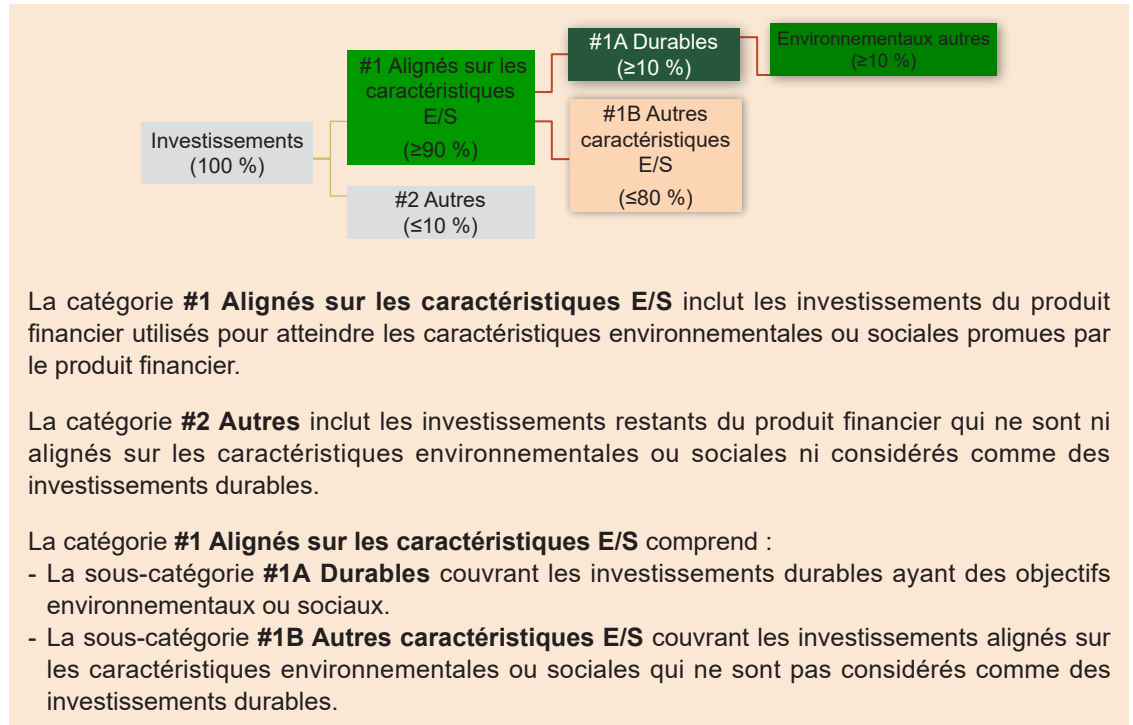 #1A Durables
(≥10 %)
Environnementaux autres
(≥10 %)
#1 Alignés sur les
caractéristiques
E/S
(≥90 %)
#1B Autres
caractéristiques
E/S
(≤80 %)
Investissements
(100 %)
#2 Autres
(≤10 %)
La catégorie #1 Alignés sur les caractéristiques E/S inclut les investissements du produit
financier utilisés pour atteindre les caractéristiques environnementales ou sociales promues par
le produit financier.
La catégorie #2 Autres inclut les investissements restants du produit financier qui ne sont ni
alignés sur les caractéristiques environnementales ou sociales ni considérés comme des
investissements durables.
La catégorie #1 Alignés sur les caractéristiques E/S comprend :
- La sous-catégorie #1A Durables couvrant les investissements durables ayant des objectifs
environnementaux ou sociaux.
- La sous-catégorie #1B Autres caractéristiques E/S couvrant les investissements alignés sur
les caractéristiques environnementales ou sociales qui ne sont pas considérés comme des
investissements durables.